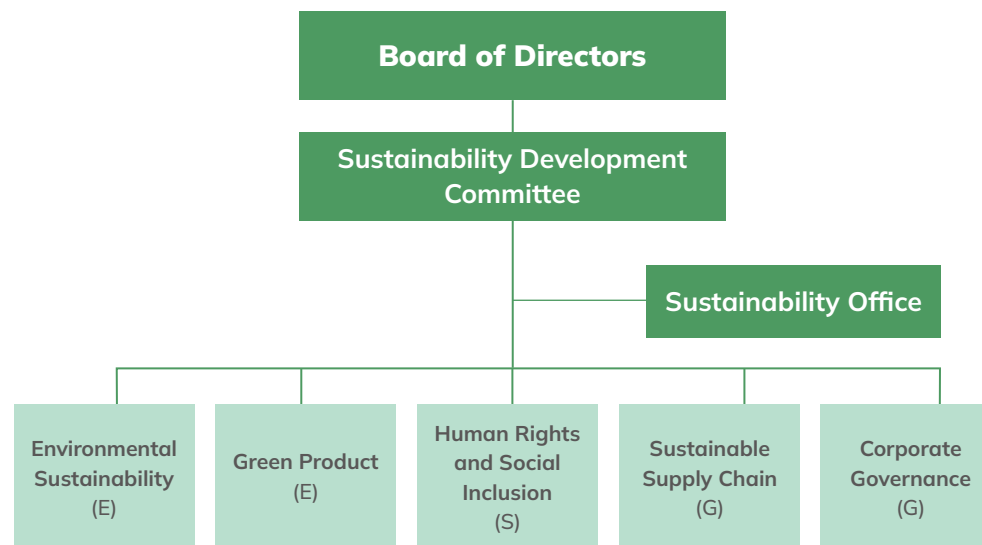 Board of Directors
Sustainability Development
Committee
Sustainability Office
Environmental
Sustainability
(E)
Green Product
(E)
Human Rights
and Social
Inclusion
(S)
Sustainable
Supply Chain
(G)
Corporate
Governance
(G)